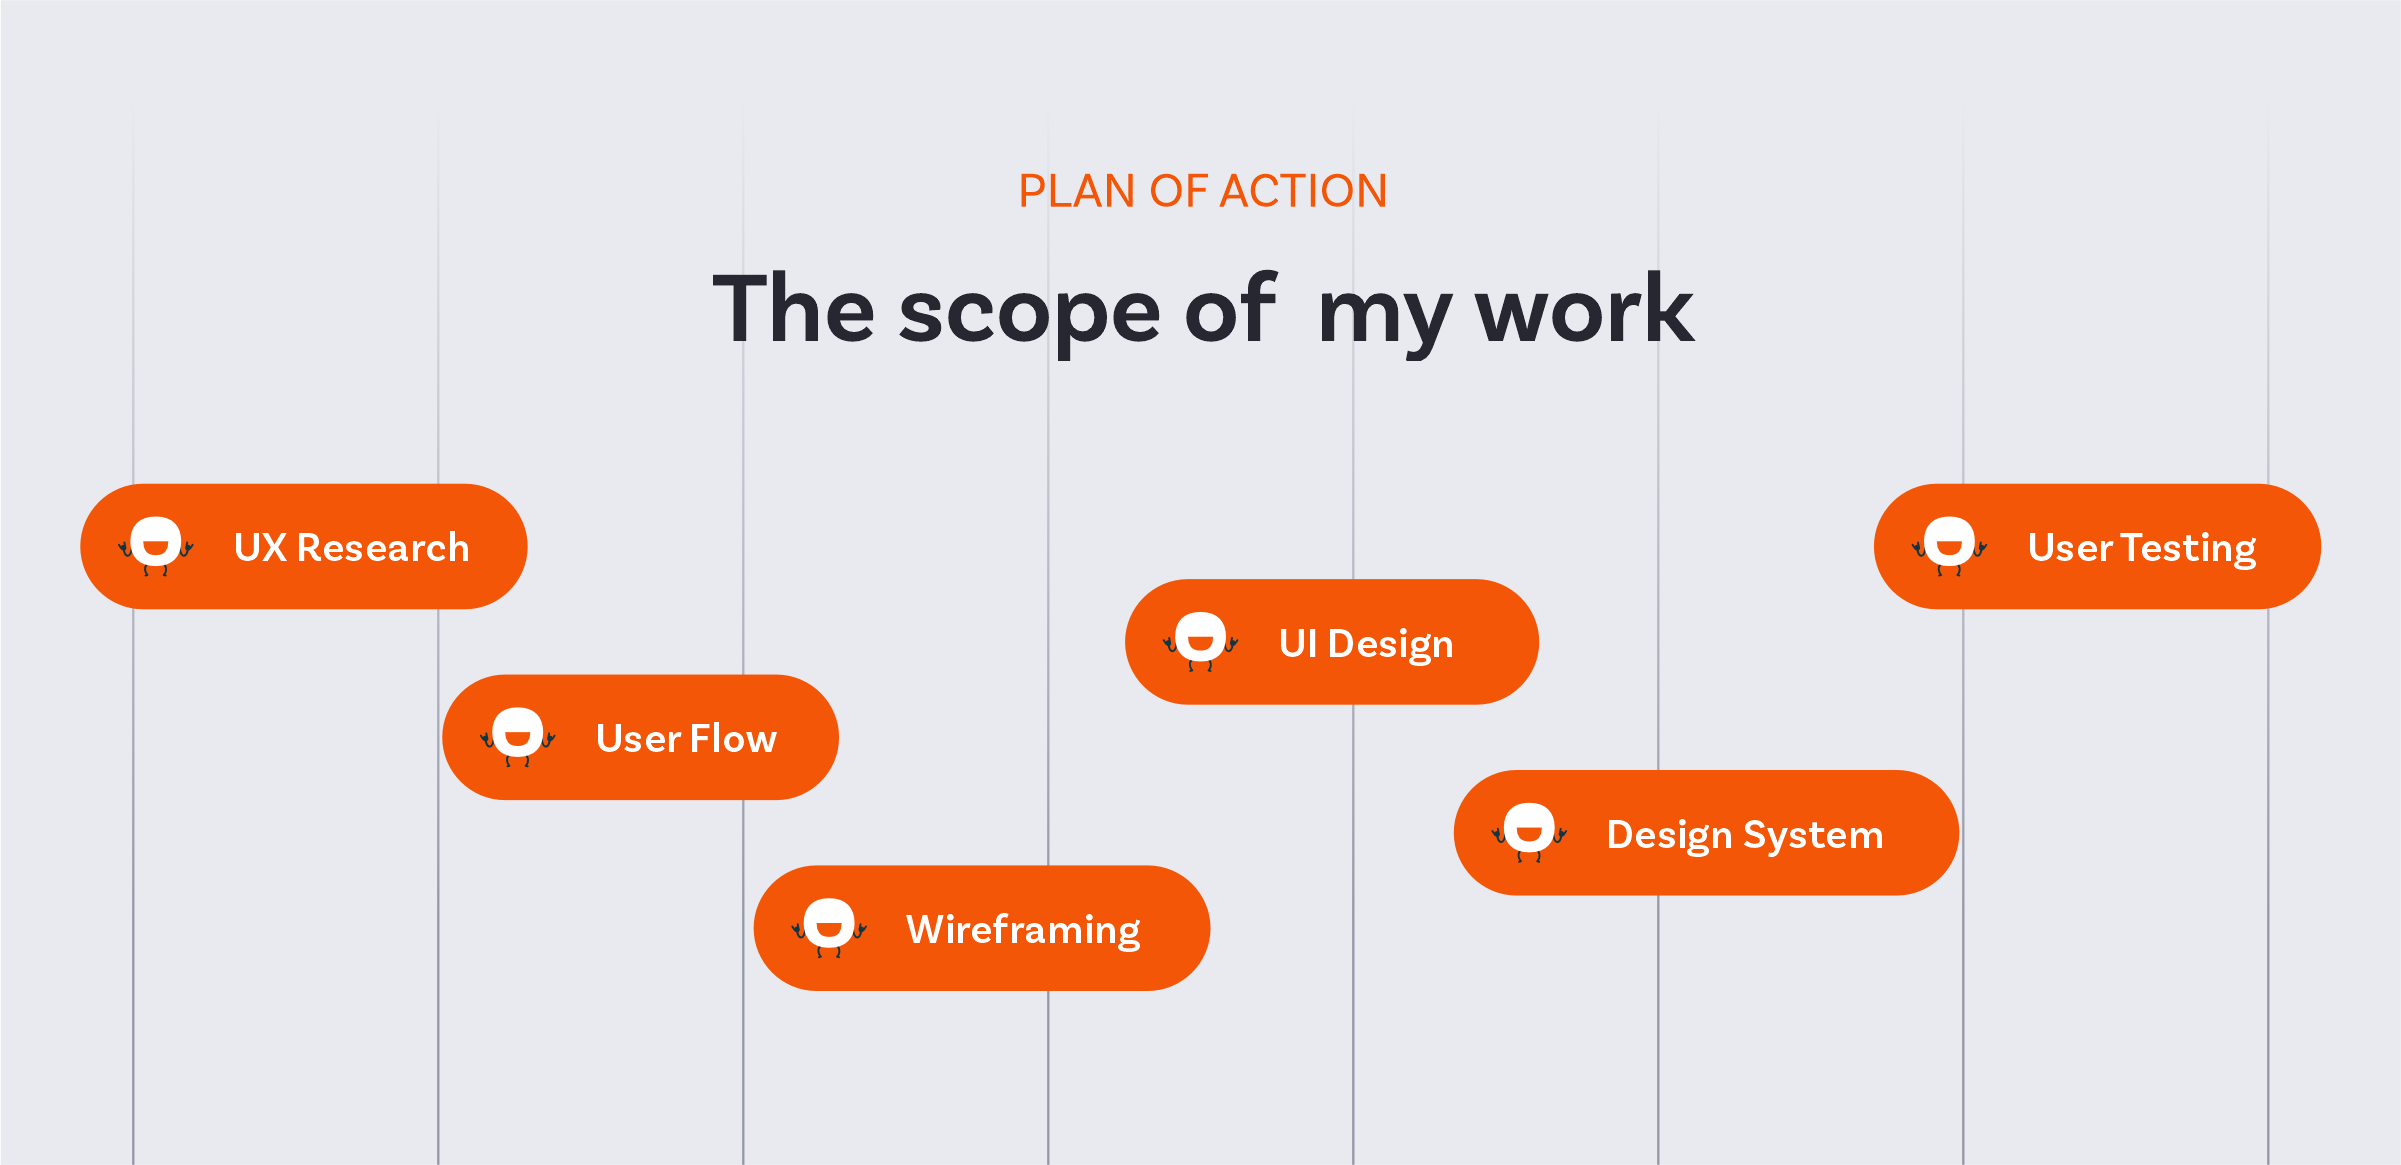 PLAN OF ACTION
The scope of  my work
UX Research
User Flow
Wireframing
UI Design
Design System
User Testing